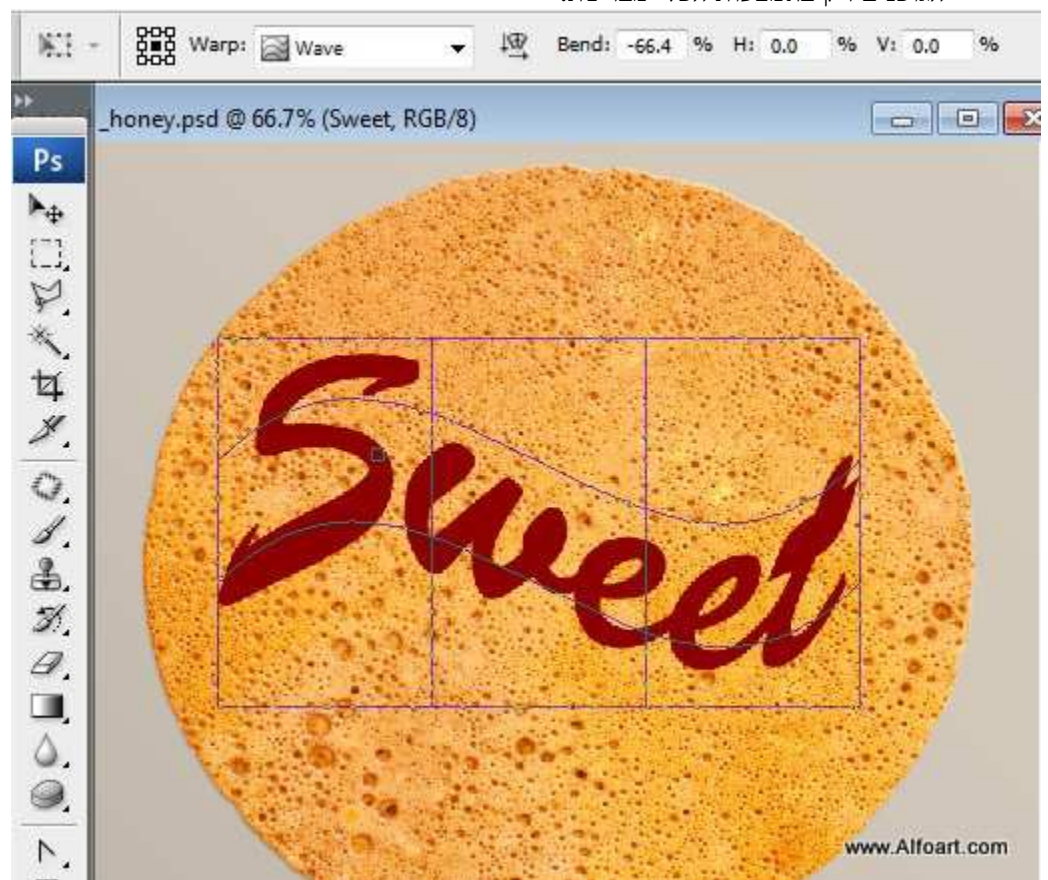 Warp: Wave Bend: -66.4 % H: 0.0 % V: 0.0 %
_honey.psd @ 66.7% (Sweet, RGB/8)
Ps
Sweet
www.Alfoart.com